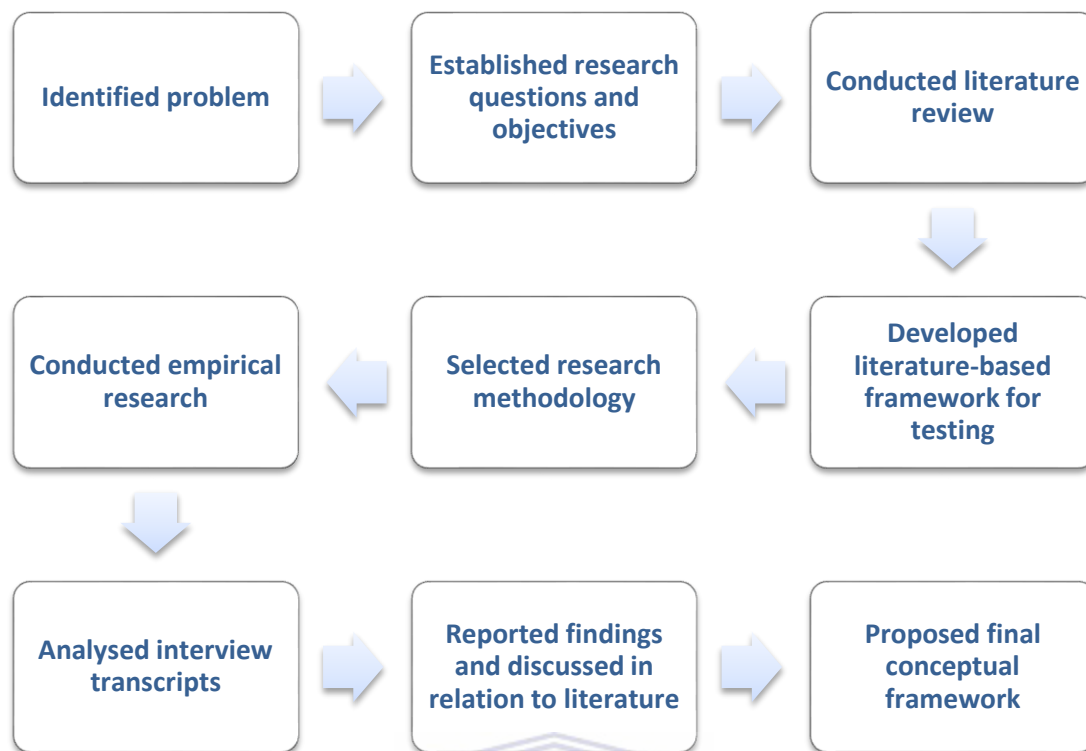 Identified problem
Established research
questions and
objectives
Conducted literature
review
Developed
literature-based
framework for
testing
Selected research
methodology
Conducted empirical
research
Analysed interview
transcripts
Reported findings
and discussed in
relation to literature
Proposed final
conceptual
framework